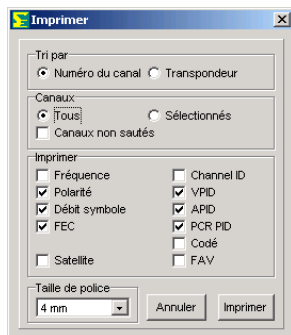 Imprimer
Tri par
Numéro du canal Transpondeur
Canaux
Tous Sélectionnés
Canaux non sautés
Imprimer
Fréquence Channel ID
Polarité VPID
Débit symbole APID
FEC PCR PID
Codé
Satellite FAV
Taille de police
4 mm Annuler Imprimer